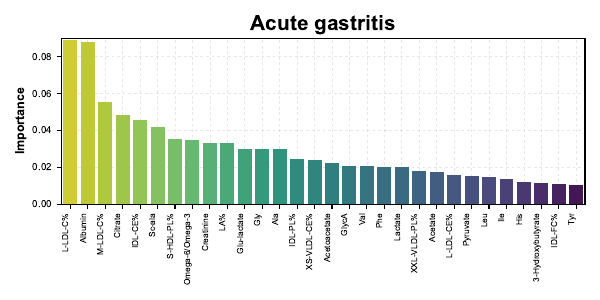 Acute gastritis
Importance
0.08
0.06
0.04
0.02
0.00
L-LDL-C%
Albumin
M-LDL-C%
Citrate
IDL-CE%
Scela
S-HDL-PL%
Omega-6/Omega-3
Creatinine
LA%
Glu-lactate
Gly
Ala
IDL-PL%
XS-VLDL-CE%
Acetoacetate
GlycA
Val
Phe
Lactate
XXL-VLDL-PL%
Acetate
L-LDL-CE%
Pyruvate
Leu
Ile
His
3-Hydroxybutyrate
IDL-FC%
Tyr